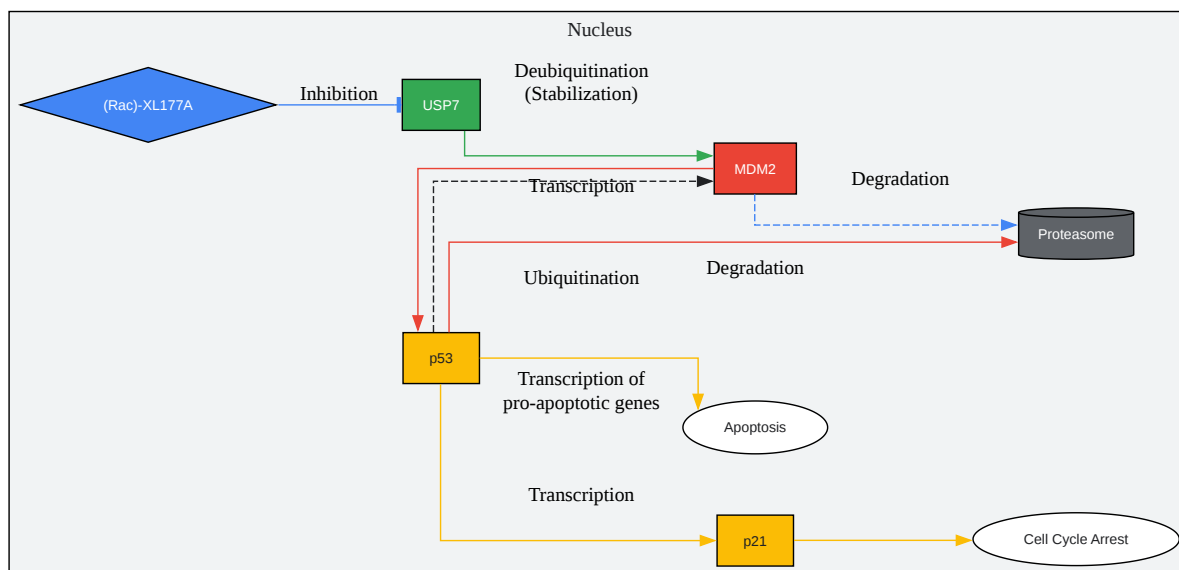 Nucleus
Deubiquitination
(Stabilization)
(Rac)-XL177A
Inhibition
USP7
MDM2
Transcription
Degradation
Proteasome
Ubiquitination
Degradation
p53
Transcription of
pro-apoptotic genes
Apoptosis
Transcription
p21
Cell Cycle Arrest